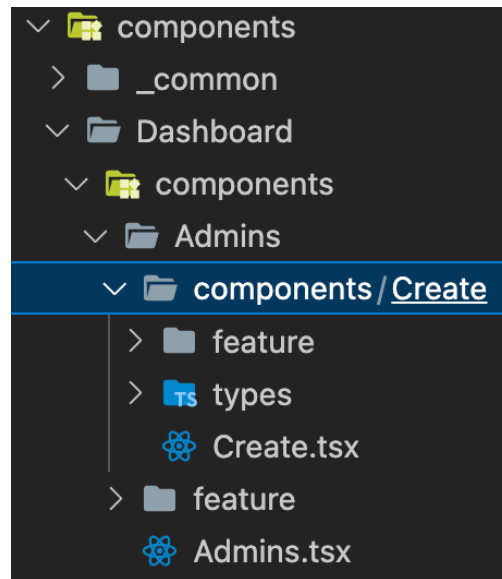 components
_common
Dashboard
components
Admins
components/Create
feature
TS types
Create.tsx
feature
Admins.tsx